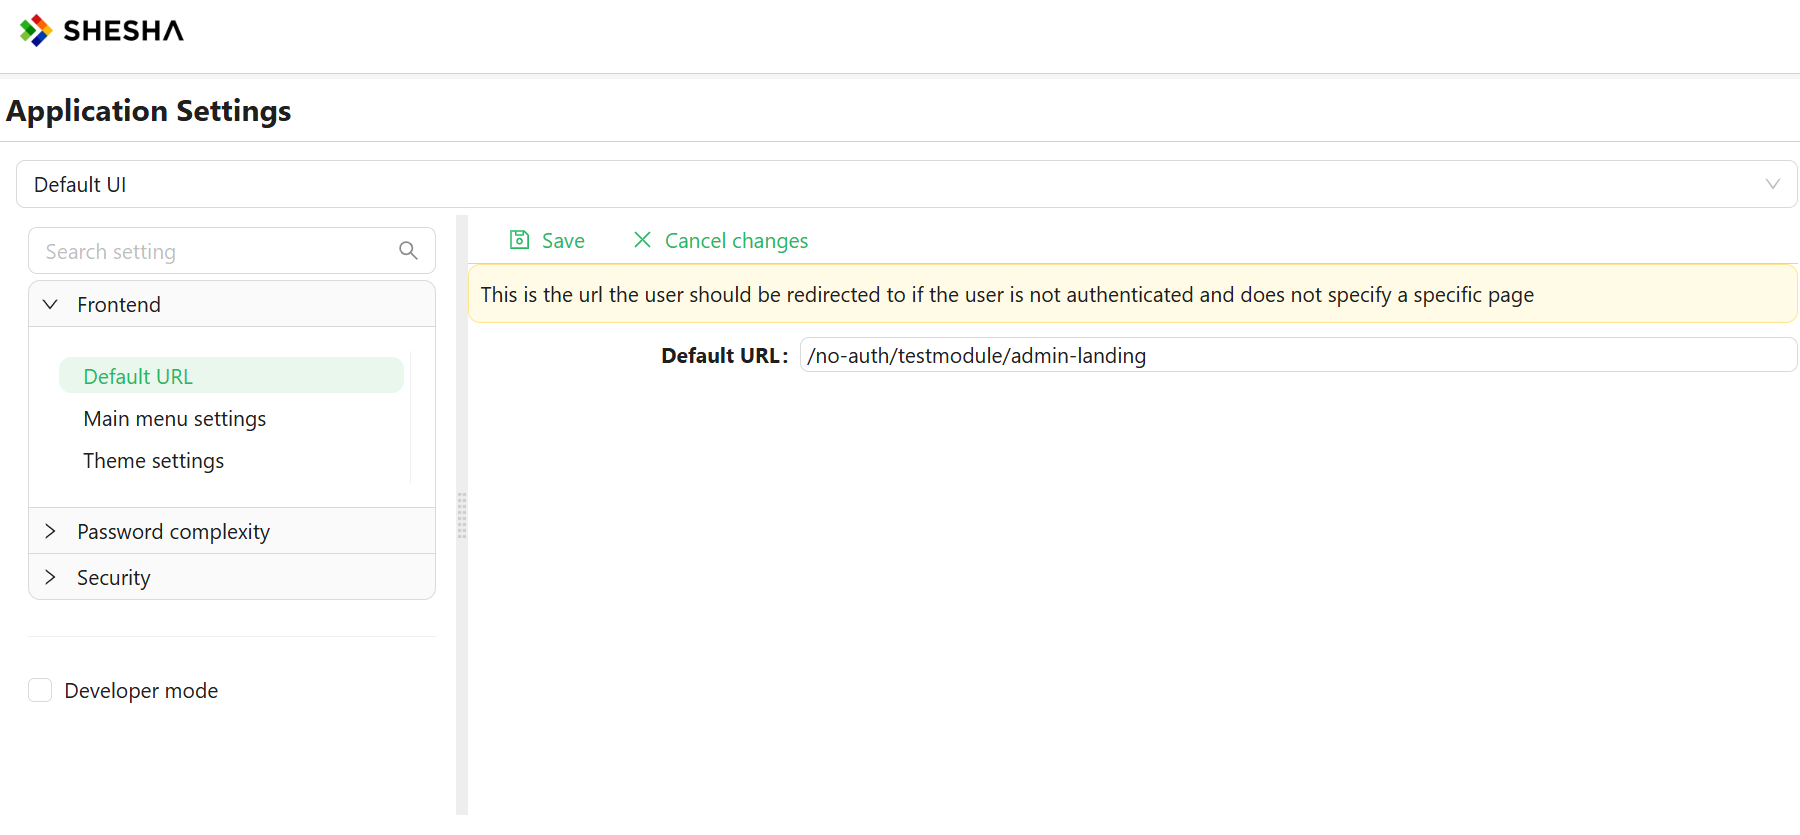 SHESHA
Application Settings
Default UI
Search setting
Save
Cancel changes
Frontend
This is the url the user should be redirected to if the user is not authenticated and does not specify a specific page
Default URL:
/no-auth/testmodule/admin-landing
Default URL
Main menu settings
Theme settings
Password complexity
Security
Developer mode